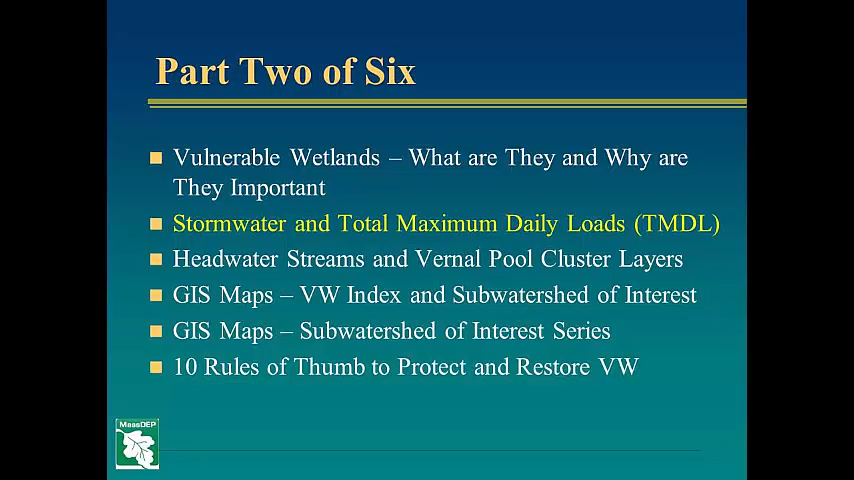 Part Two of Six
Vulnerable Wetlands – What are They and Why are
They Important
Stormwater and Total Maximum Daily Loads (TMDL)
Headwater Streams and Vernal Pool Cluster Layers
GIS Maps – VW Index and Subwatershed of Interest
GIS Maps – Subwatershed of Interest Series
10 Rules of Thumb to Protect and Restore VW
MassDEP